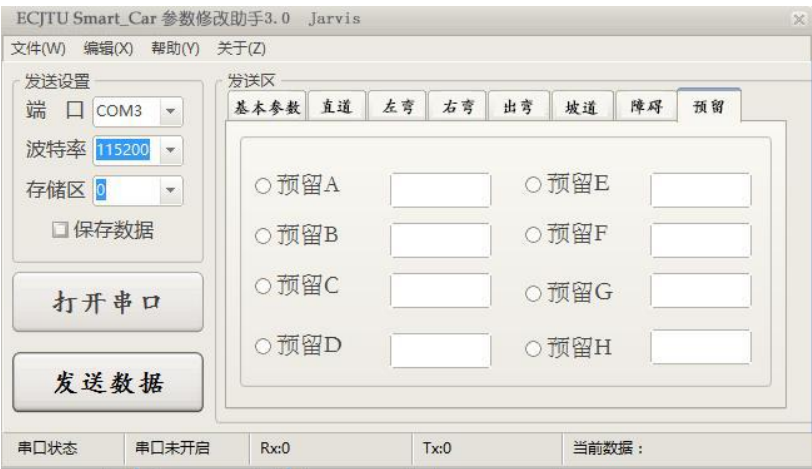 ECJTU Smart_Car 参数修改助手3.0 Jarvis
文件(W) 编辑(X) 帮助(Y) 关于(Z)
发送设置
端 口 COM3
波特率 115200
存储区 0
保存数据
打开串口
发送数据
发送区
基本参数 直道 左弯 右弯 出弯 坡道 障碍 预留
预留A 预留E
预留B 预留F
预留C 预留G
预留D 预留H
串口状态 串口未开启 Rx:0 Tx:0 当前数据：